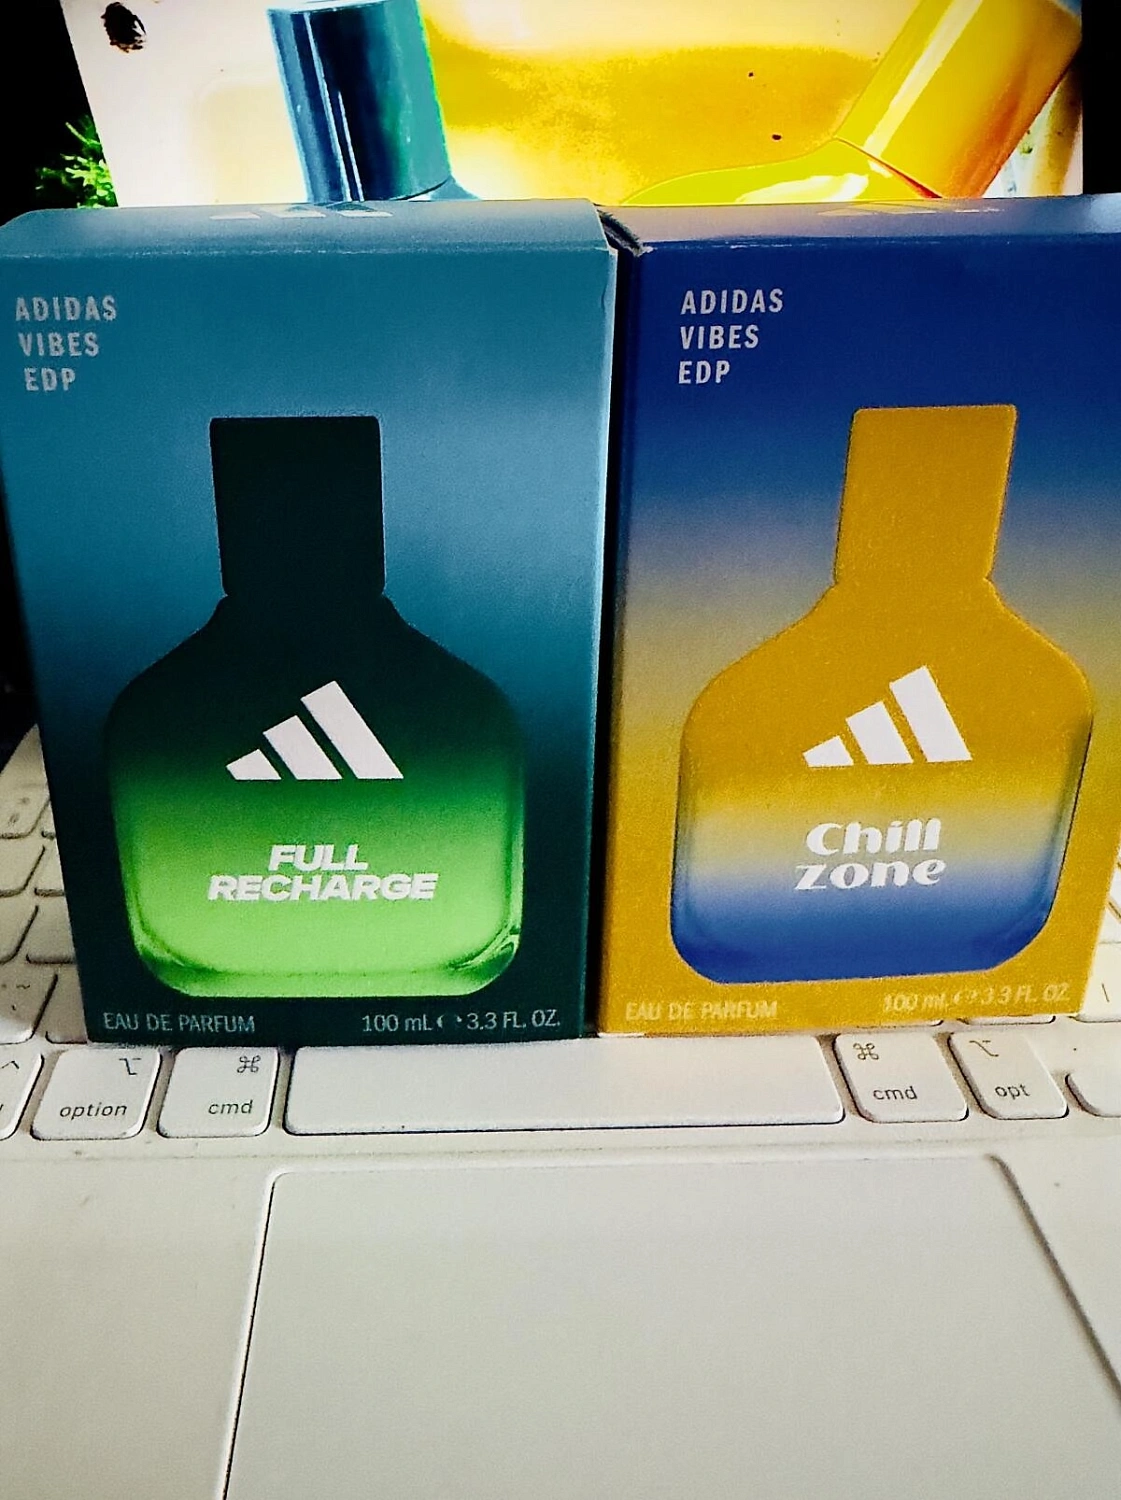 ADIDAS
VIBES
EDP
FULL
RECHARGE
EAU DE PARFUM 100 mL ℮ 3.3 FL. OZ.
ADIDAS
VIBES
EDP
Chill
zone
EAU DE PARFUM 100 mL ℮ 3.3 FL. OZ
option
cmd
cmd
opt